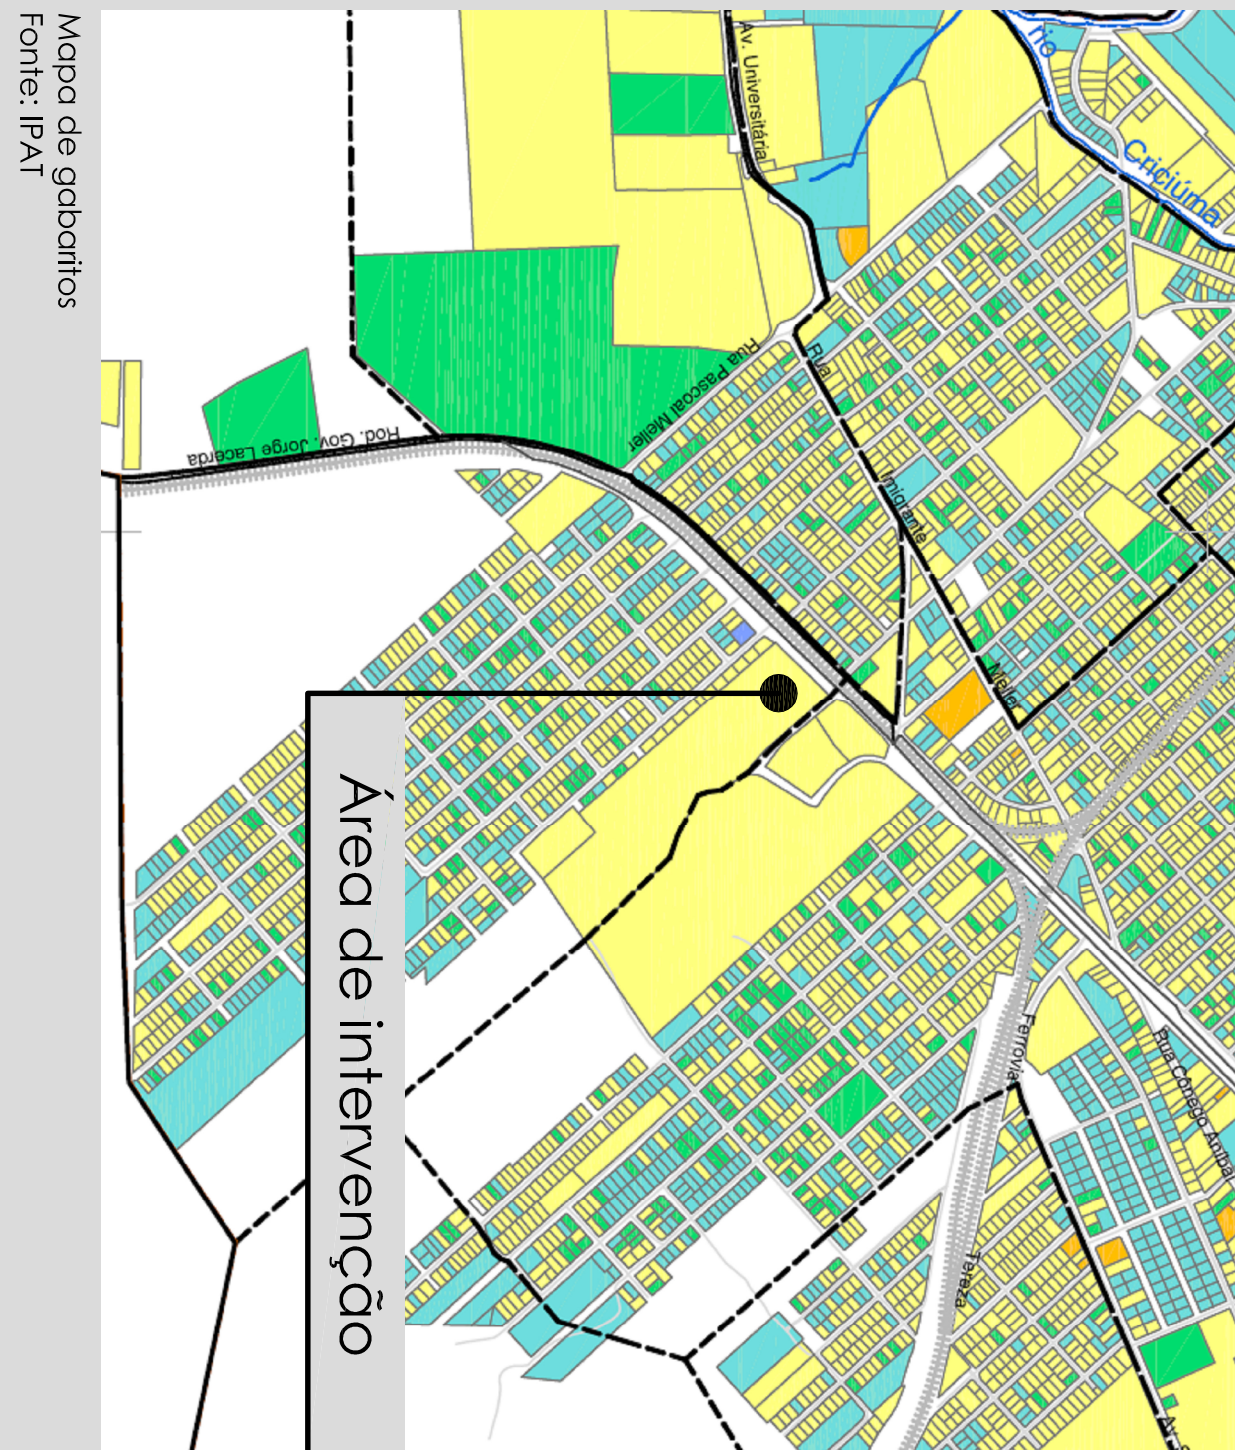 Mapa de gabaritos
Fonte: IPAT
Av. Universitária
rio
Criciúma
Rua Pascoal Meller
Rua
Imigrante
Meller
Rod. Gov. Jorge Lacerda
Área de intervenção
Ferrovia
Tereza
Rua Cônego Aníbal
Av.